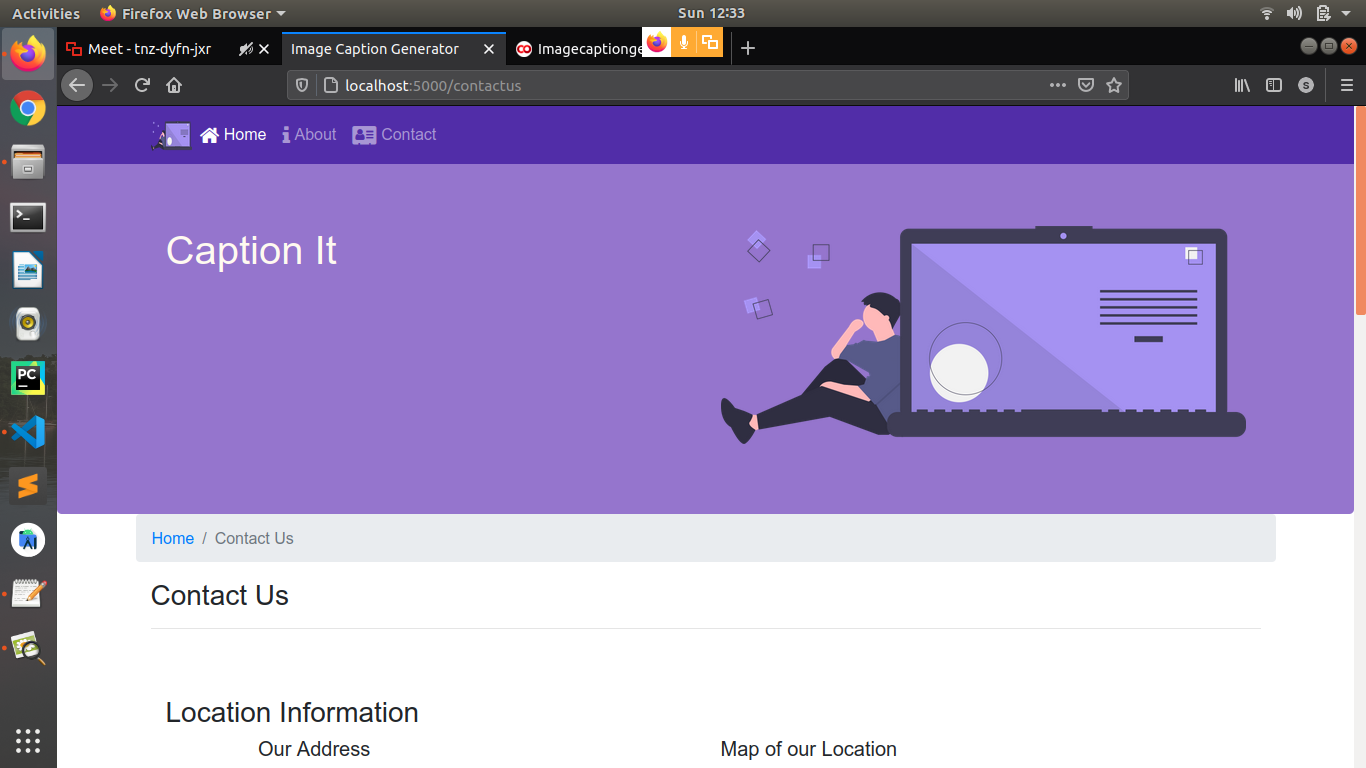 Activities Firefox Web Browser Sun 12:33
Meet - tnz-dyfn-jxr Image Caption Generator Imagecaptionge
localhost:5000/contactus S
Home About Contact
Caption It
Home / Contact Us
Contact Us
Location Information
Our Address Map of our Location
PC